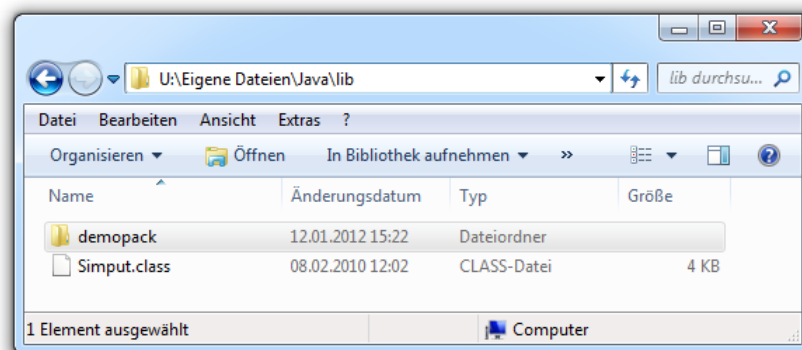 U:\Eigene Dateien\Java\lib
lib durchsu...
Datei Bearbeiten Ansicht Extras ?
Organisieren Öffnen In Bibliothek aufnehmen »
Name Änderungsdatum Typ Größe
demopack 12.01.2012 15:22 Dateiordner
Simput.class 08.02.2010 12:02 CLASS-Datei 4 KB
1 Element ausgewählt Computer